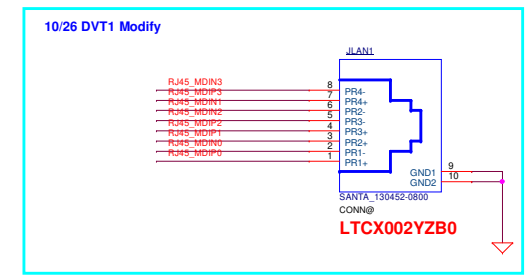 10/26 DVT1 Modify
JLAN1
RJ45_MDIN3 8 PR4-
RJ45_MDIP3 7 PR4+
RJ45_MDIN1 6 PR2-
RJ45_MDIN2 5 PR3-
RJ45_MDIP2 4 PR3+
RJ45_MDIP1 3 PR2+
RJ45_MDIN0 2 PR1-
RJ45_MDIP0 1 PR1+
GND1 9
GND2 10
SANTA_130452-0800
CONN@
LTCX002YZB0